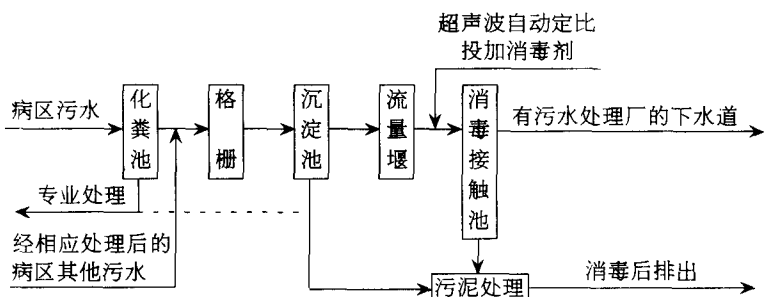 超声波自动定比
投加消毒剂
病区污水
化粪池
格栅
沉淀池
流量堰
消毒接触池
有污水处理厂的下水道
专业处理
经相应处理后的
病区其他污水
污泥处理
消毒后排出